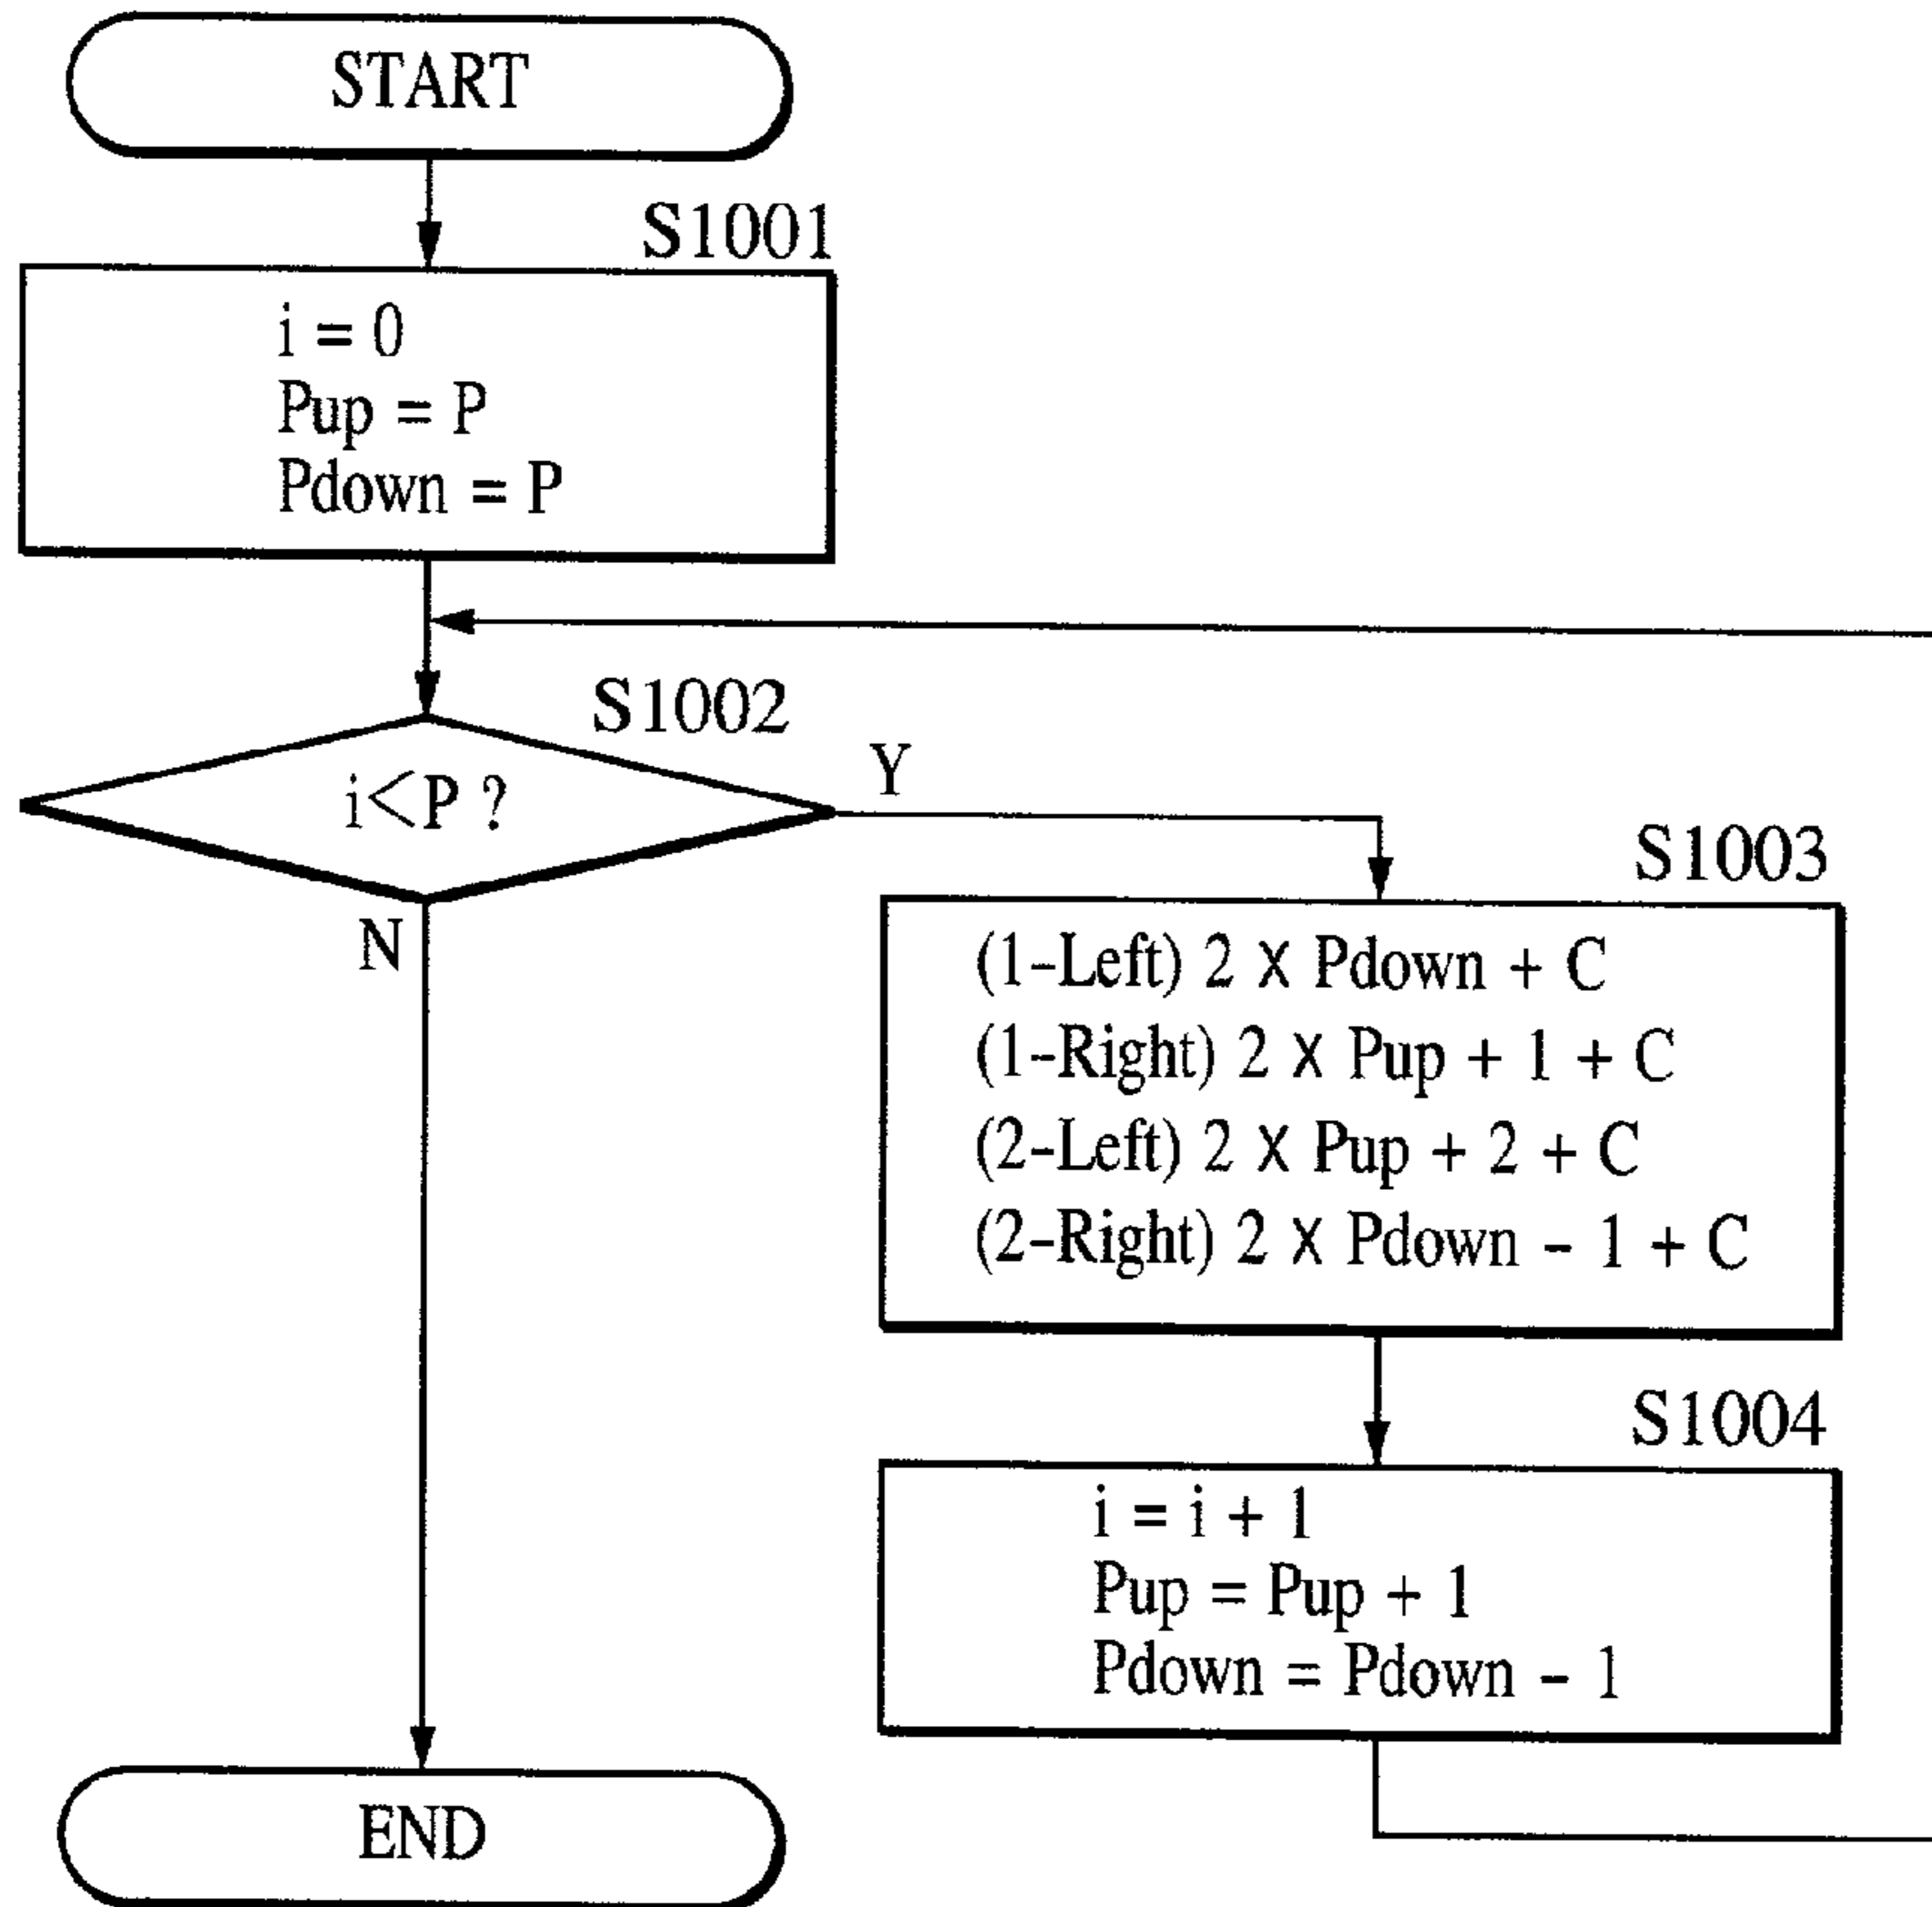 START
S1001
i = 0
Pup = P
Pdown = P
S1002
i<P ?
Y
N
S1003
(1-Left) 2 X Pdown + C
(1-Right) 2 X Pup + 1 + C
(2-Left) 2 X Pup + 2 + C
(2-Right) 2 X Pdown - 1 + C
S1004
i = i + 1
Pup = Pup + 1
Pdown = Pdown - 1
END